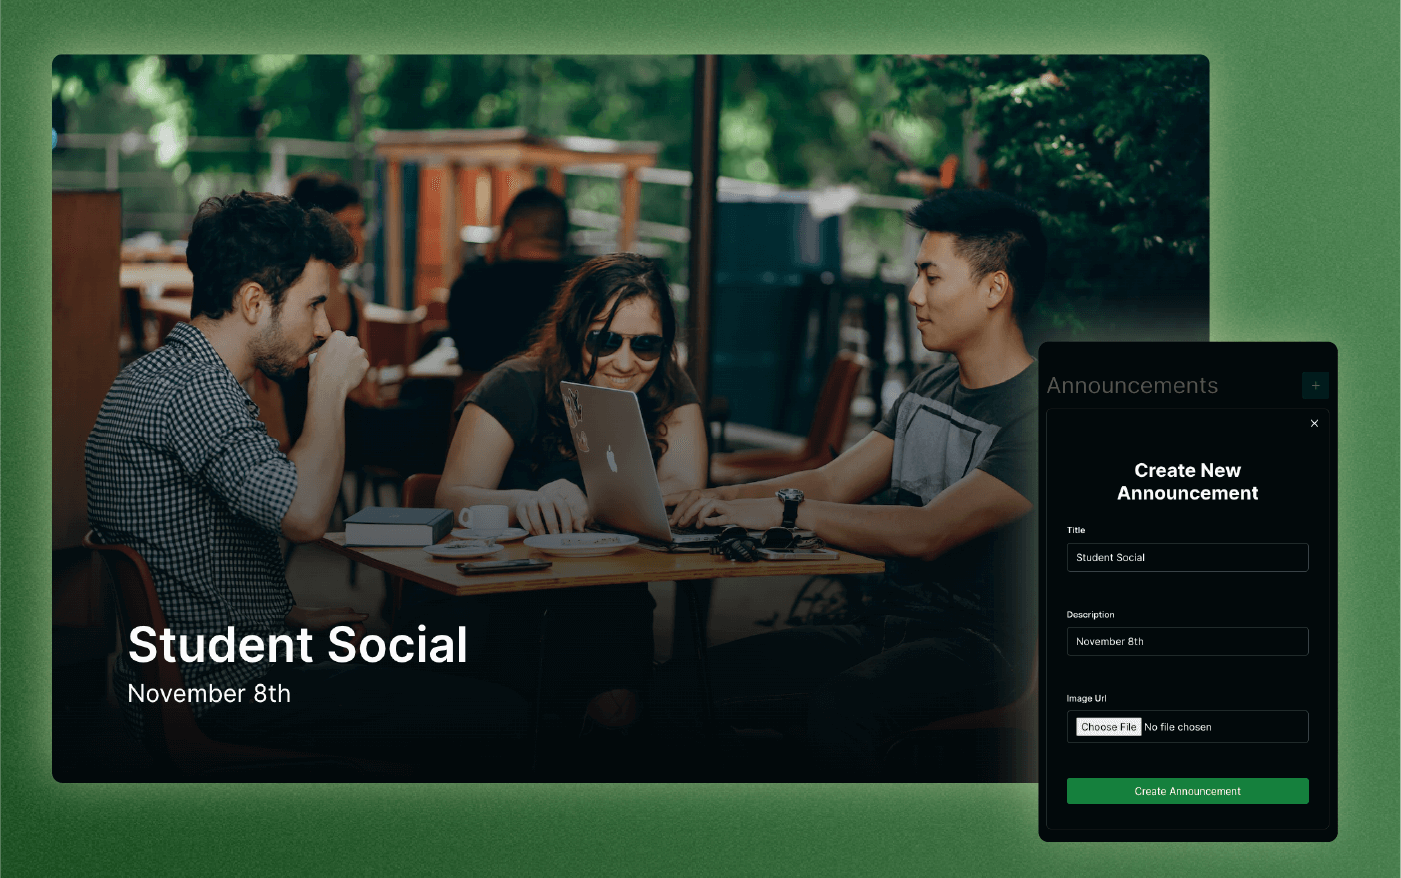 Student Social
November 8th
Announcements
+
×
Create New
Announcement
Title
Student Social
Description
November 8th
Image Url
Choose File No file chosen
Create Announcement